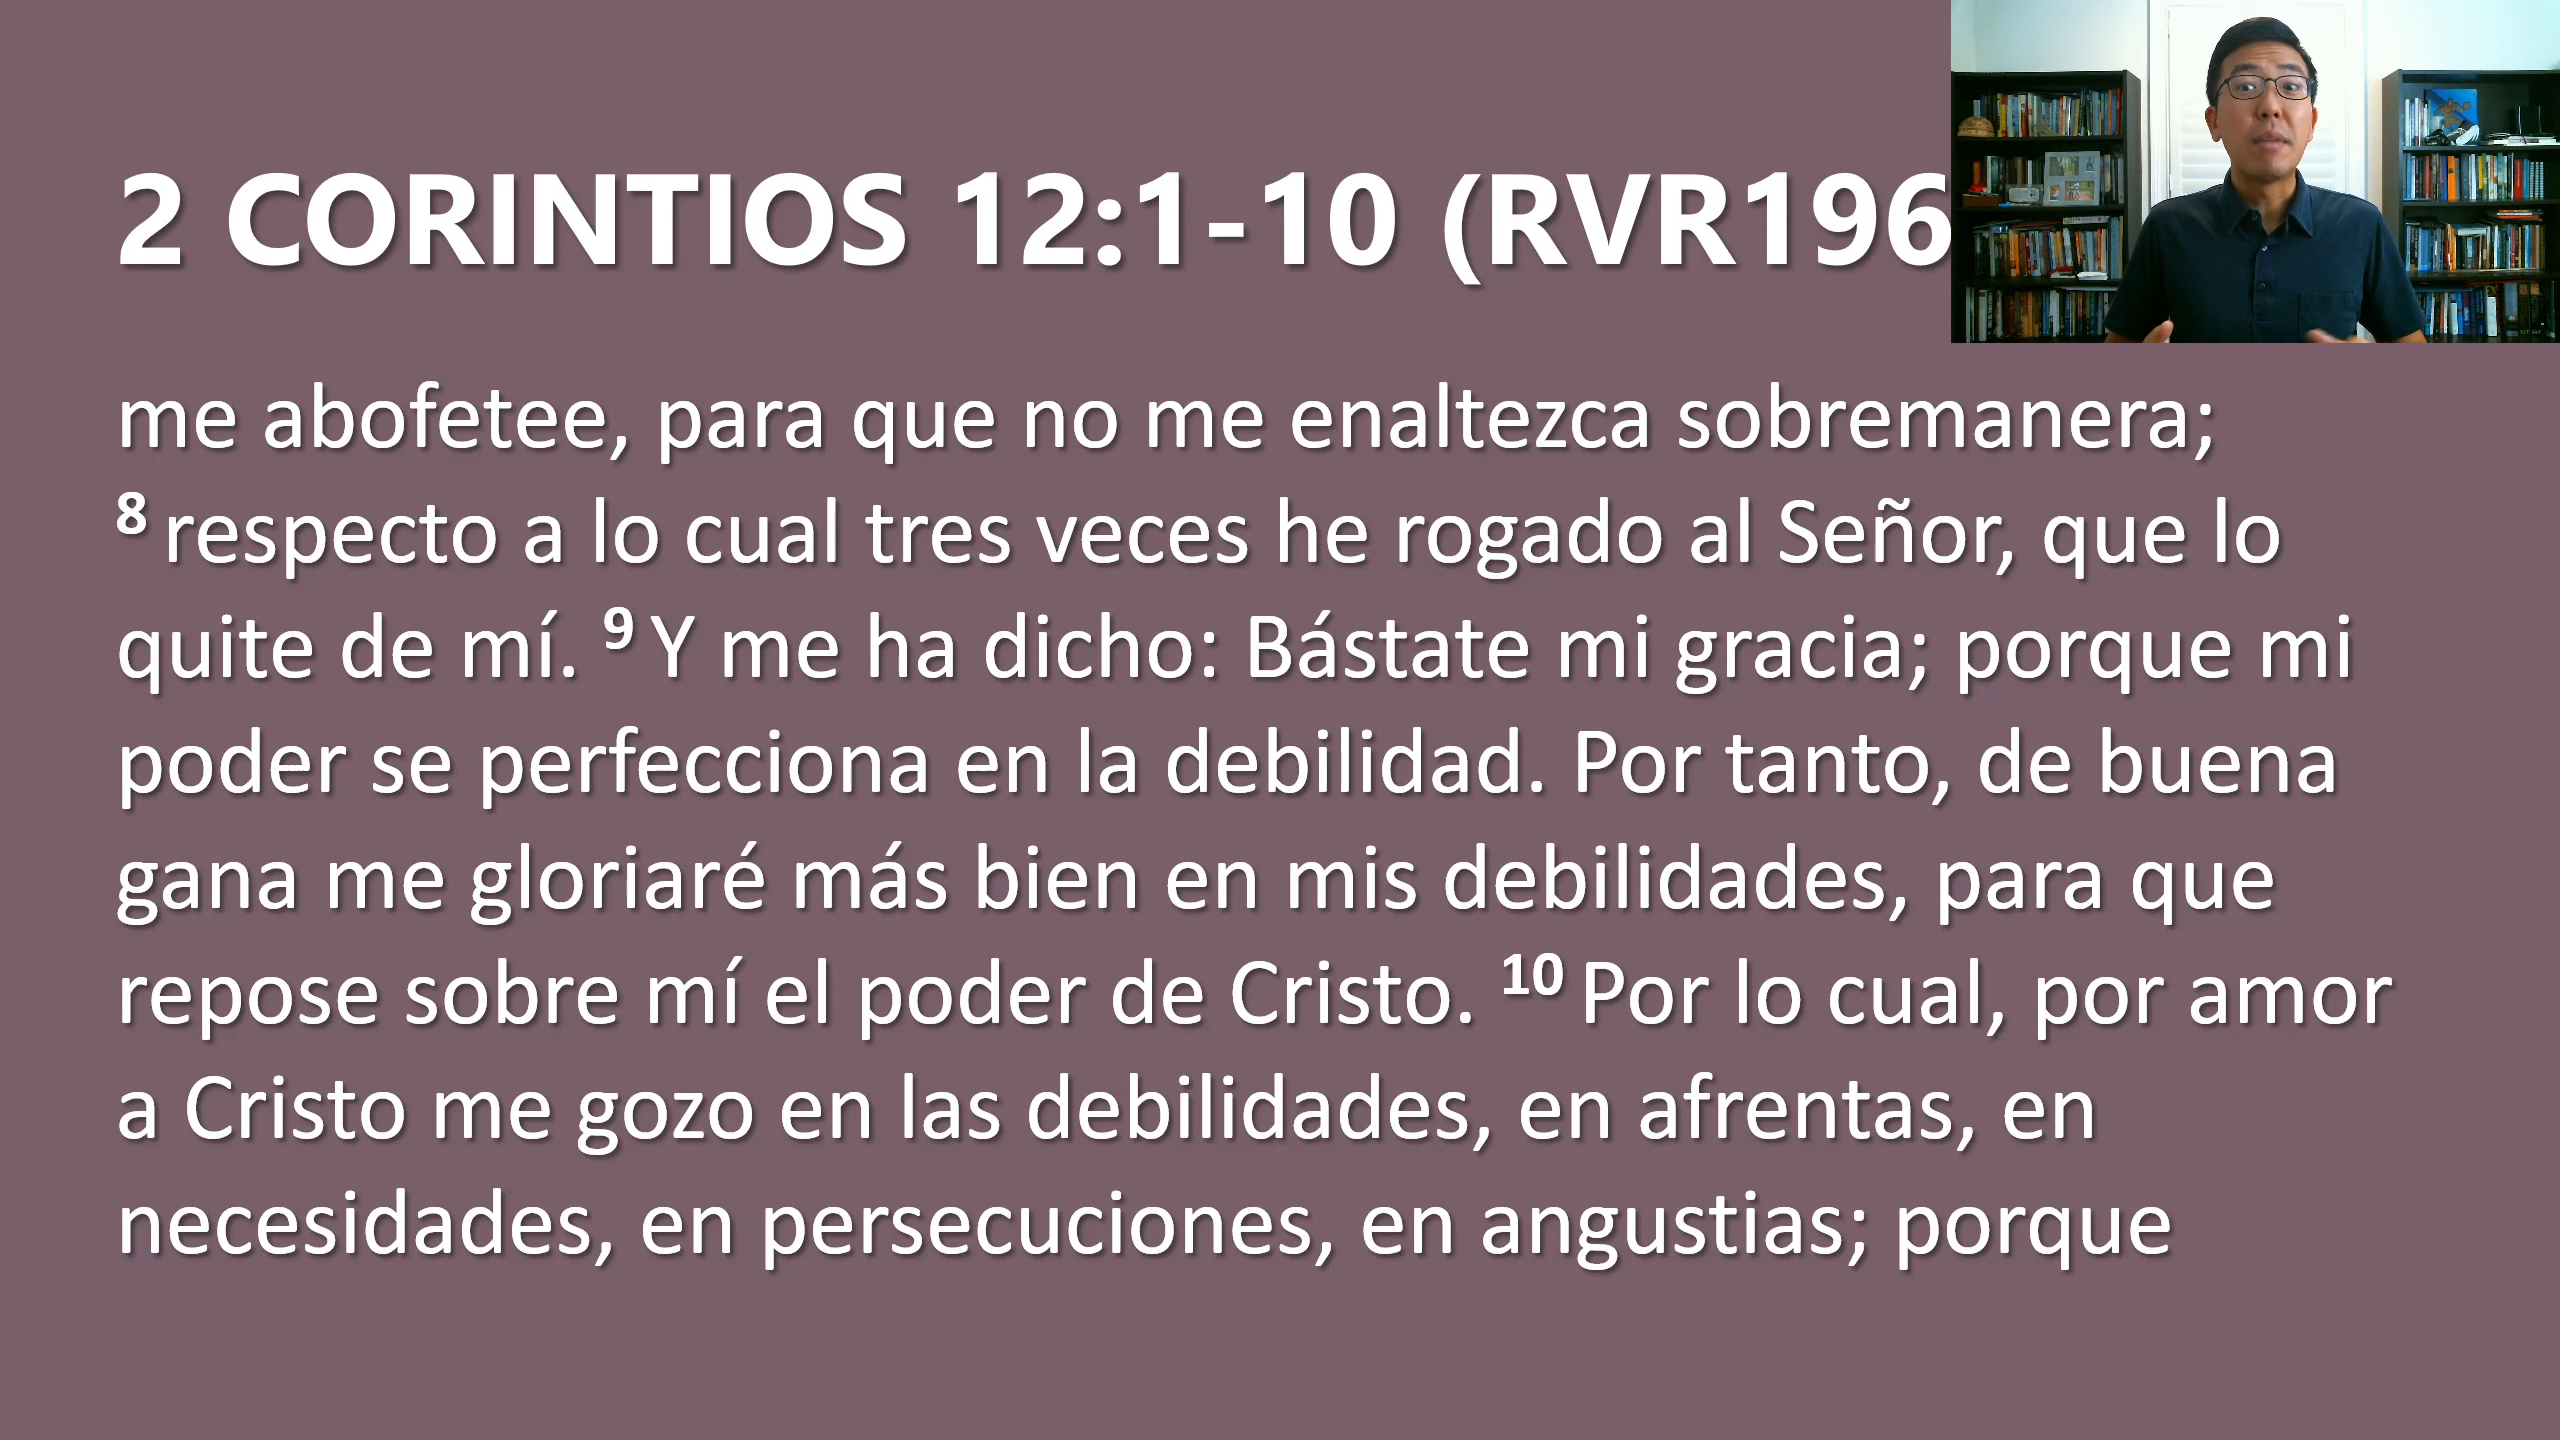 2 CORINTIOS 12:1-10 (RVR196
me abofetee, para que no me enaltezca sobremanera;
8 respecto a lo cual tres veces he rogado al Señor, que lo
quite de mí. 9 Y me ha dicho: Bástate mi gracia; porque mi
poder se perfecciona en la debilidad. Por tanto, de buena
gana me gloriaré más bien en mis debilidades, para que
repose sobre mí el poder de Cristo. 10 Por lo cual, por amor
a Cristo me gozo en las debilidades, en afrentas, en
necesidades, en persecuciones, en angustias; porque